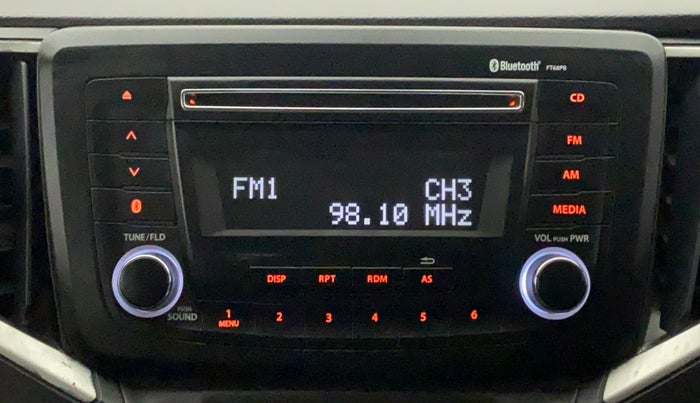 Bluetooth FT68PB
CD
FM
AM
MEDIA
FM1 CH3
98.10 MHz
TUNE/FLD
VOL PUSH PWR
DISP RPT RDM AS
PUSH
SOUND
1 2 3 4 5 6
MENU